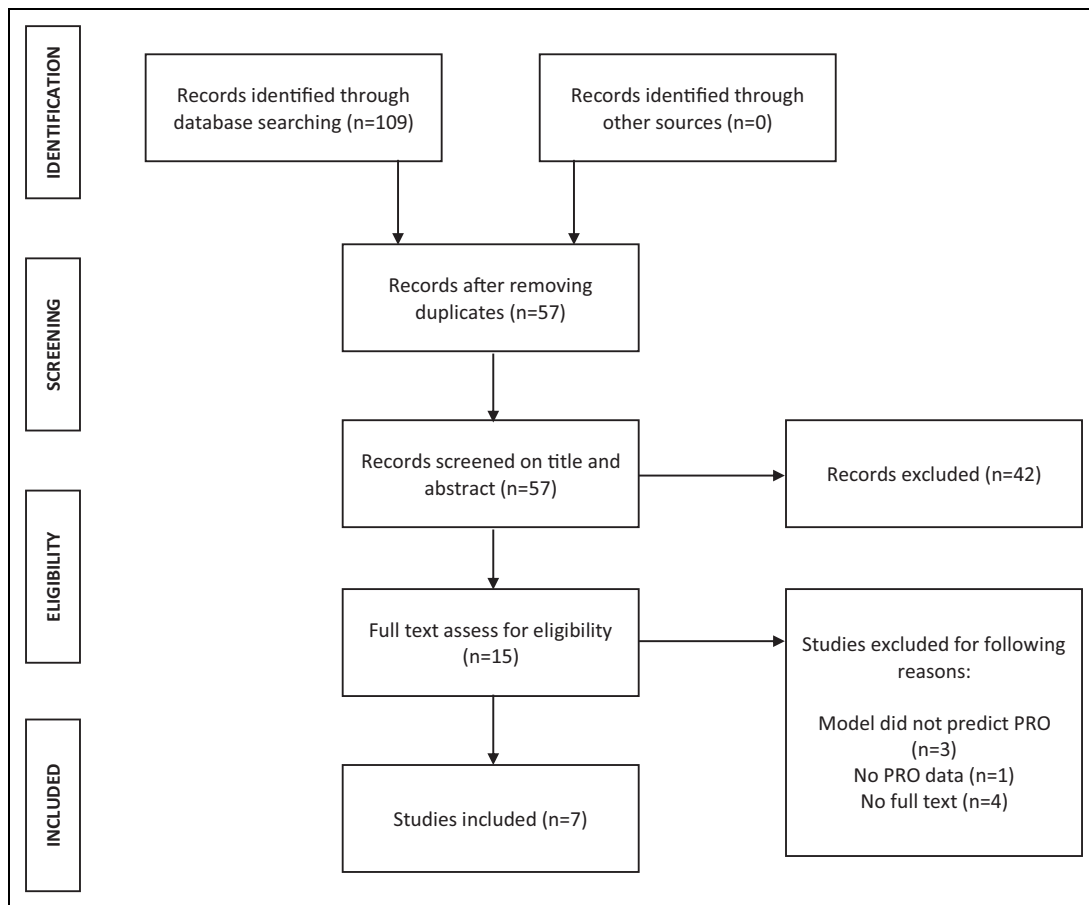 IDENTIFICATION
Records identified through
database searching (n=109)
Records identified through
other sources (n=0)
SCREENING
Records after removing
duplicates (n=57)
Records screened on title and
abstract (n=57)
Records excluded (n=42)
ELIGIBILITY
Full text assess for eligibility
(n=15)
Studies excluded for following
reasons:
Model did not predict PRO
(n=3)
No PRO data (n=1)
No full text (n=4)
INCLUDED
Studies included (n=7)